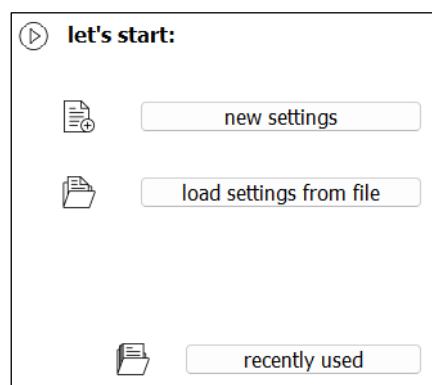 let's start:
new settings
load settings from file
recently used